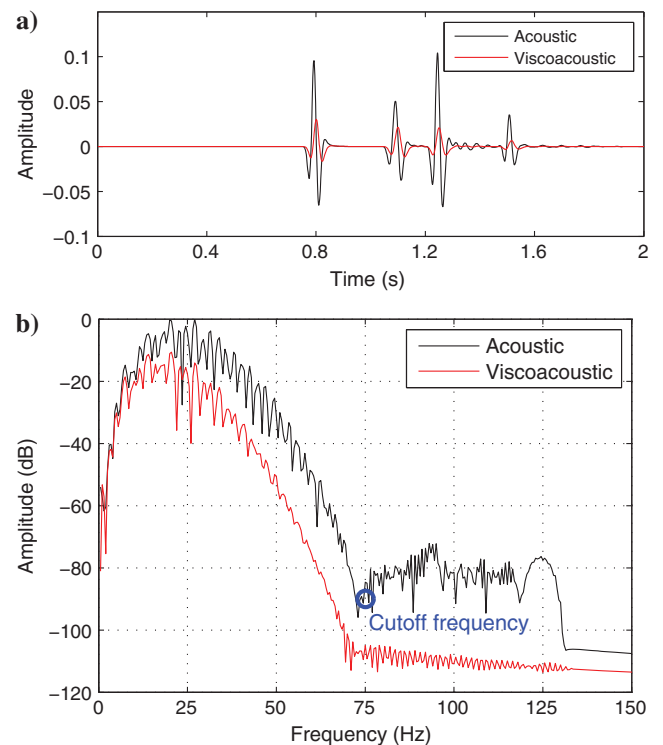 a)
Acoustic
Viscoacoustic
0.1
0.05
0
−0.05
−0.1
Amplitude
0 0.4 0.8 1.2 1.6 2
Time (s)
b)
Acoustic
Viscoacoustic
0
−20
−40
−60
−80
−100
−120
Amplitude (dB)
Cutoff frequency
0 25 50 75 100 125 150
Frequency (Hz)